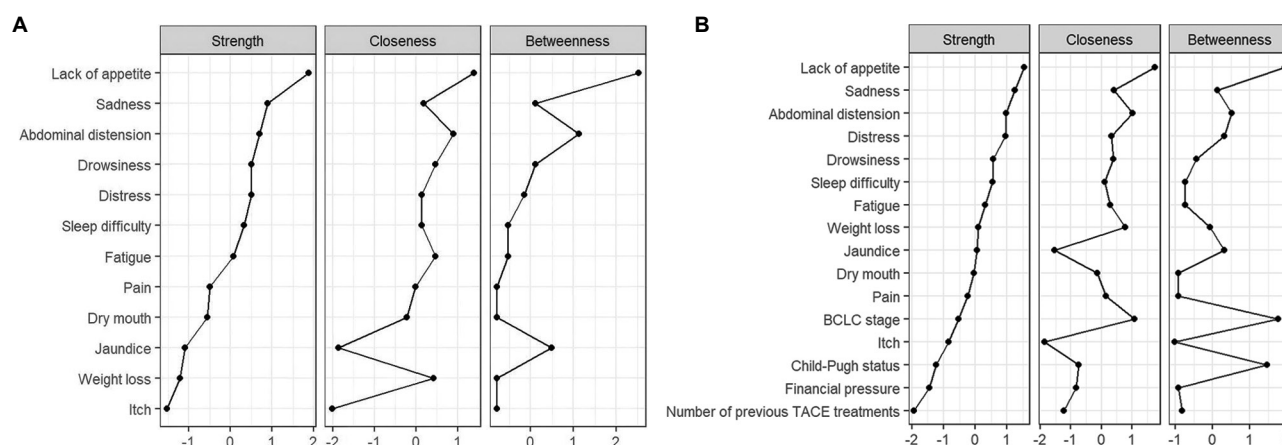 A
Strength Closeness Betweenness
Lack of appetite
Sadness
Abdominal distension
Drowsiness
Distress
Sleep difficulty
Fatigue
Pain
Dry mouth
Jaundice
Weight loss
Itch
-1 0 1 2 -2 -1 0 1 0 1 2
B
Strength Closeness Betweenness
Lack of appetite
Sadness
Abdominal distension
Distress
Drowsiness
Sleep difficulty
Fatigue
Weight loss
Jaundice
Dry mouth
Pain
BCLC stage
Itch
Child-Pugh status
Financial pressure
Number of previous TACE treatments
-2 -1 0 1 -2 -1 0 1 -1 0 1